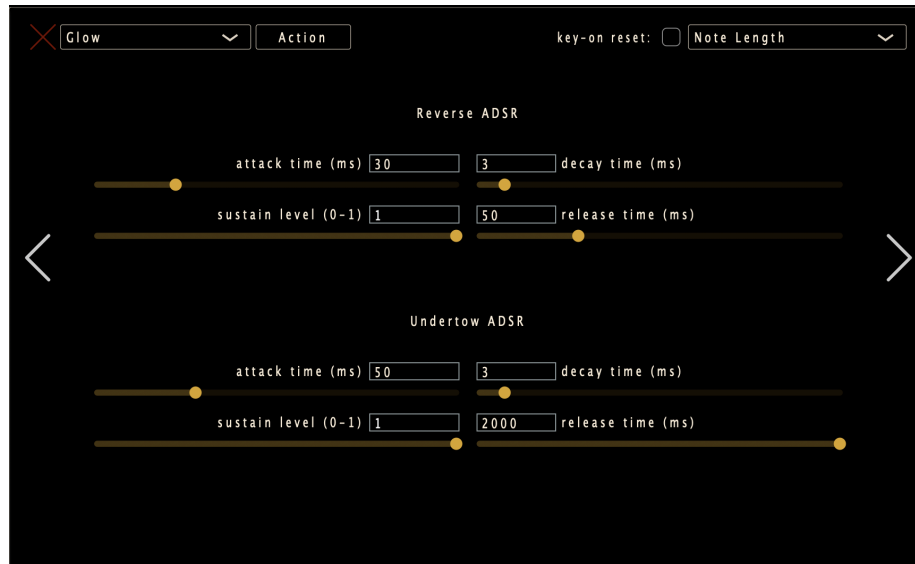 Glow Action key-on reset: Note Length
Reverse ADSR
attack time (ms) 30 3 decay time (ms)
sustain level (0-1) 1 50 release time (ms)
Undertow ADSR
attack time (ms) 50 3 decay time (ms)
sustain level (0-1) 1 2000 release time (ms)